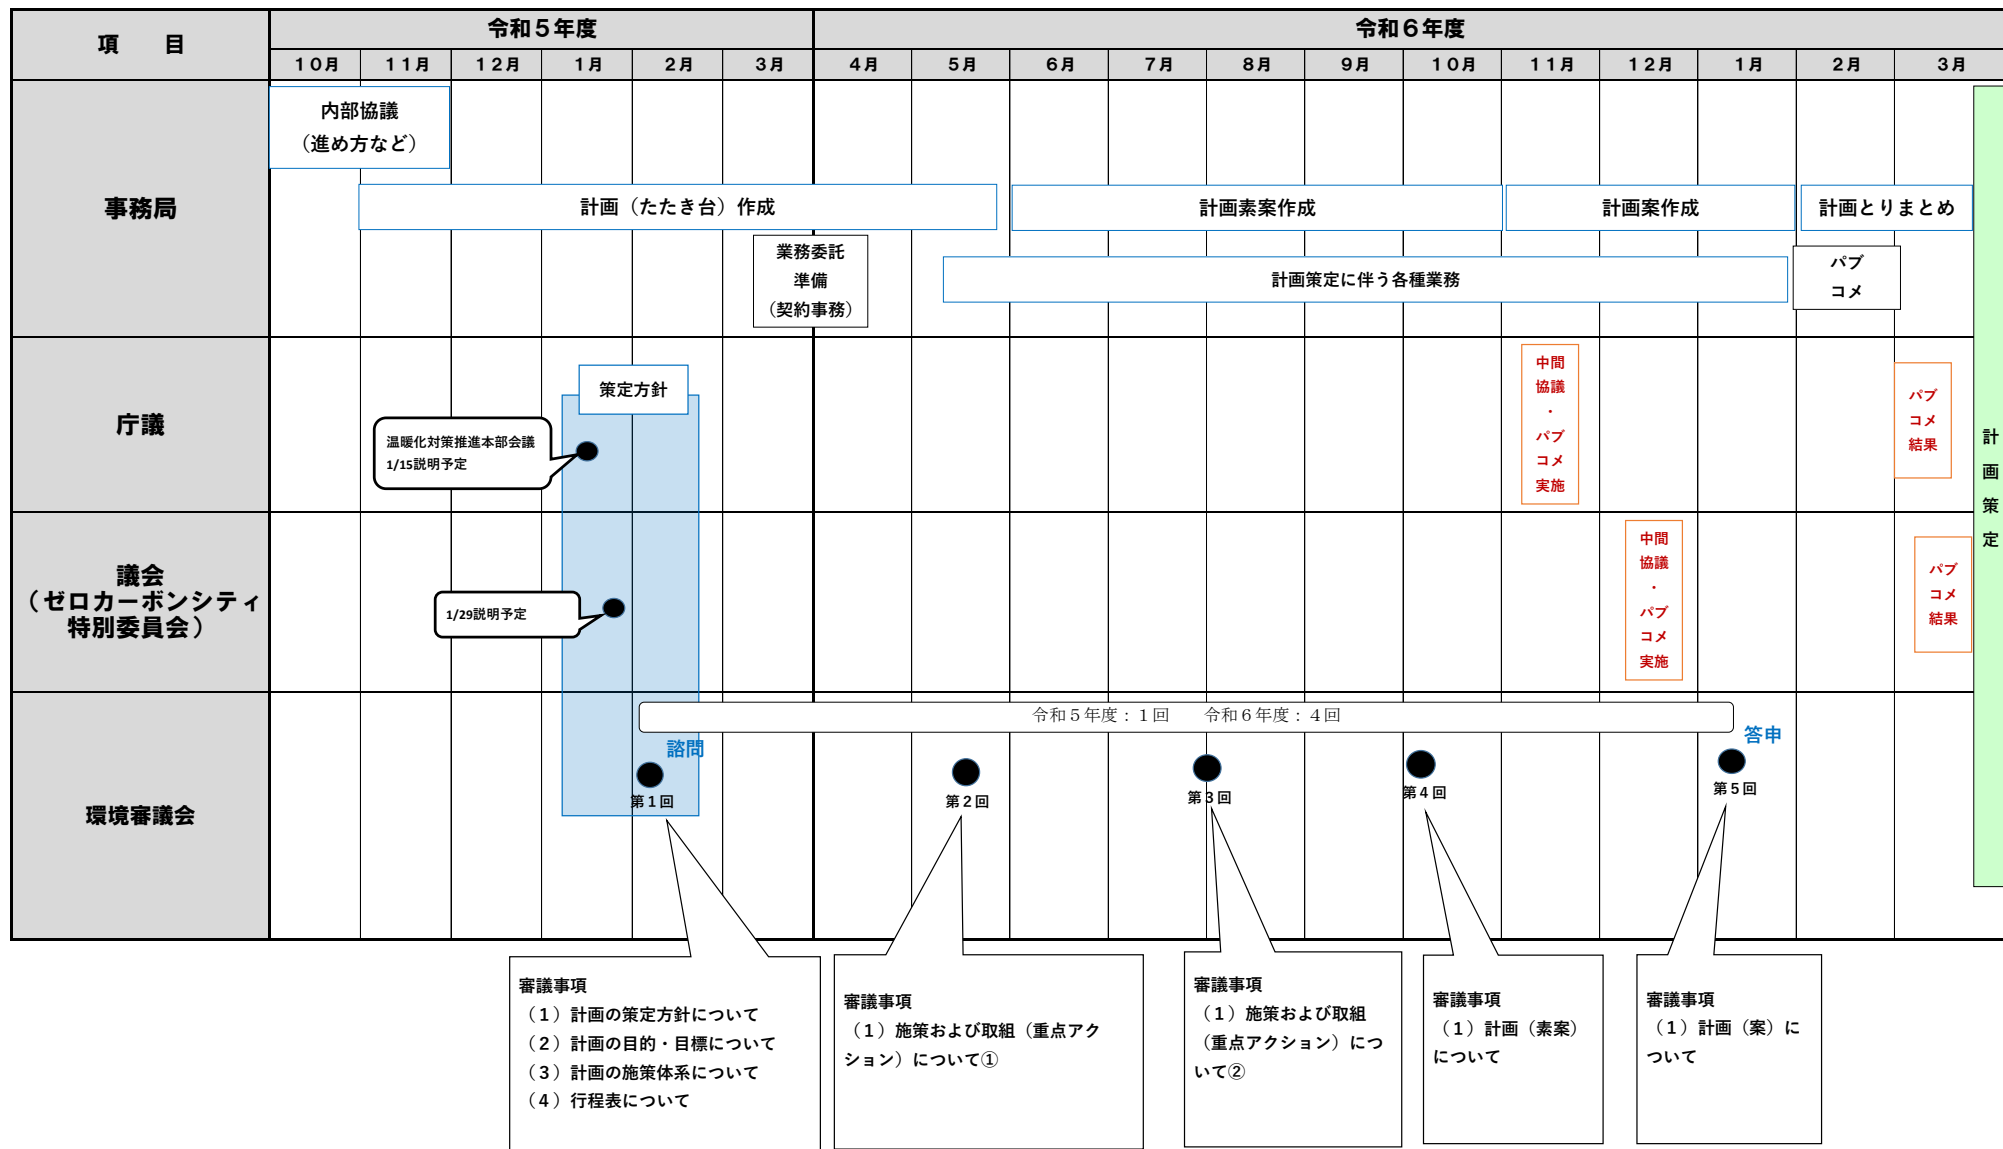 項　目
令和５年度
令和６年度
１０月
１１月
１２月
１月
２月
３月
４月
５月
６月
７月
８月
９月
１０月
１１月
１２月
１月
２月
３月
事務局
内部協議
（進め方など）
計画（たたき台）作成
計画素案作成
計画案作成
計画とりまとめ
業務委託
準備
（契約事務）
計画策定に伴う各種業務
パブ
コメ
計
画
策
定
庁議
策定方針
温暖化対策推進本部会議
1/15説明予定
中間
協議
・
パブ
コメ
実施
パブ
コメ
結果
議会
（ゼロカーボンシティ
特別委員会）
1/29説明予定
中間
協議
・
パブ
コメ
実施
パブ
コメ
結果
環境審議会
令和５年度：１回　令和６年度：４回
諮問
答申
第１回
第２回
第３回
第４回
第５回
審議事項
（１）計画の策定方針について
（２）計画の目的・目標について
（３）計画の施策体系について
（４）行程表について
審議事項
（１）施策および取組（重点アク
ション）について①
審議事項
（１）施策および取組
（重点アクション）につ
いて②
審議事項
（１）計画（素案）
について
審議事項
（１）計画（案）に
ついて